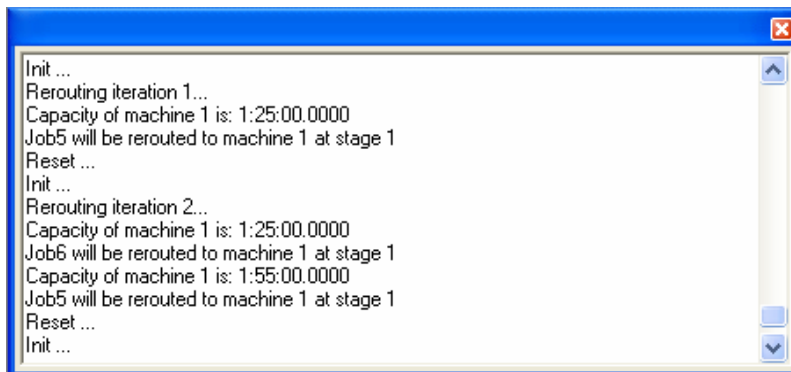 Init ...
Rerouting iteration 1...
Capacity of machine 1 is: 1:25:00.0000
Job5 will be rerouted to machine 1 at stage 1
Reset ...
Init ...
Rerouting iteration 2...
Capacity of machine 1 is: 1:25:00.0000
Job6 will be rerouted to machine 1 at stage 1
Capacity of machine 1 is: 1:55:00.0000
Job5 will be rerouted to machine 1 at stage 1
Reset ...
Init ...